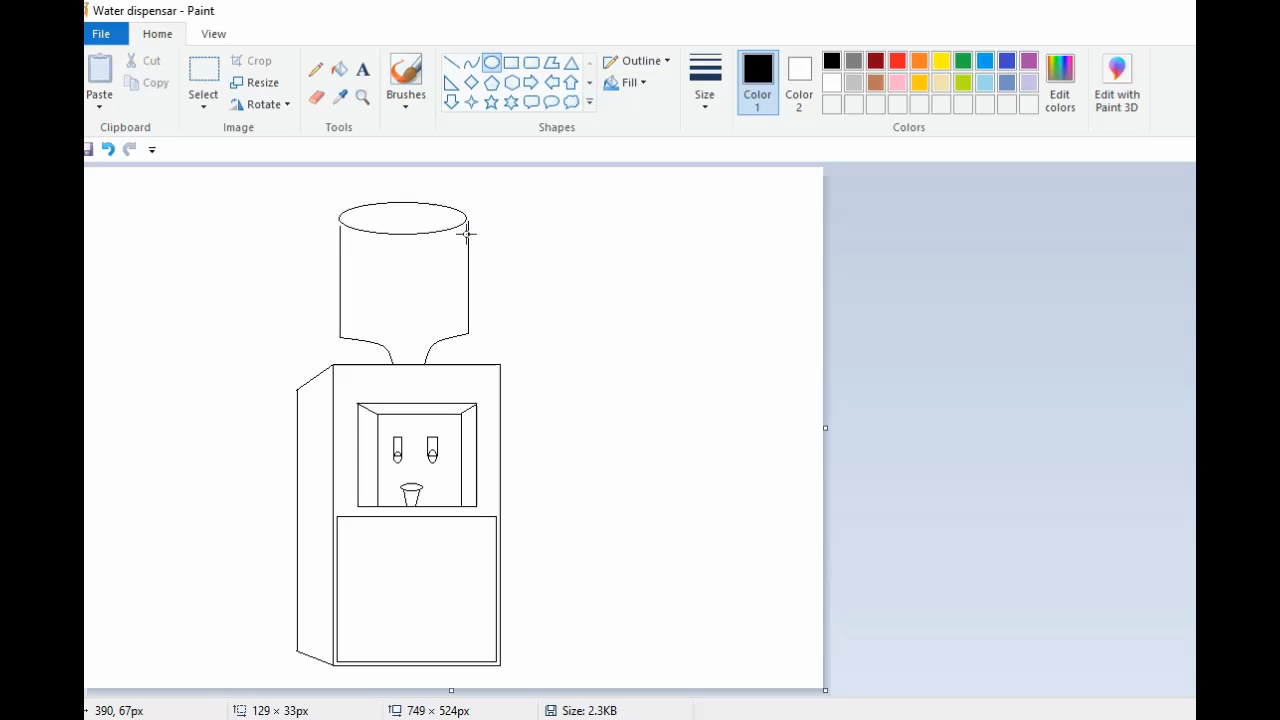 Water dispensar - Paint
File Home View
Paste
Cut
Copy
Clipboard
Select
Crop
Resize
Rotate
Image
A
Tools
Brushes
Outline
Fill
Shapes
Size
Color
1
Color
2
Edit
colors
Colors
Edit with
Paint 3D
390, 67px 129 × 33px 749 × 524px Size: 2.3KB